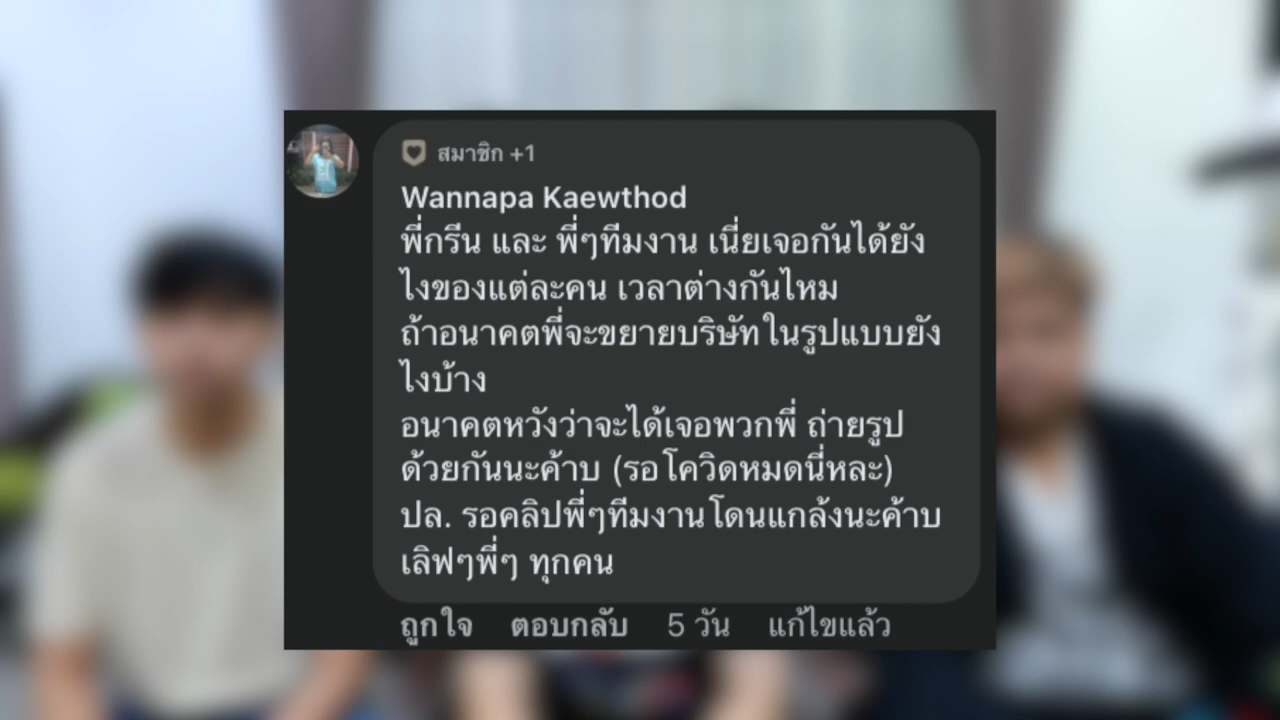 สมาชิก +1
Wannapa Kaewthod
พี่กรีน และ พี่ๆทีมงาน เนี่ยเจอกันได้ยัง
ไงของแต่ละคน เวลาต่างกันไหม
ถ้าอนาคตพี่จะขยายบริษัทในรูปแบบยัง
ไงบ้าง
อนาคตหวังว่าจะได้เจอพวกพี่ ถ่ายรูป
ด้วยกันนะค้าบ (รอโควิดหมดนี่หละ)
ปล. รอคลิปพี่ๆทีมงานโดนแกล้งนะค้าบ
เลิฟๆพี่ๆ ทุกคน
ถูกใจ ตอบกลับ 5 วัน แก้ไขแล้ว